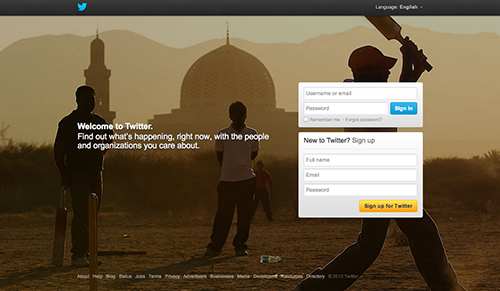 Language: English
Welcome to Twitter.
Find out what's happening, right now, with the people
and organizations you care about.
Username or email
Password
Sign in
Remember me · Forgot password?
New to Twitter? Sign up
Full name
Email
Password
Sign up for Twitter
About Help Blog Status Jobs Terms Privacy Advertisers Businesses Media Developers Resources Directory © 2013 Twitter